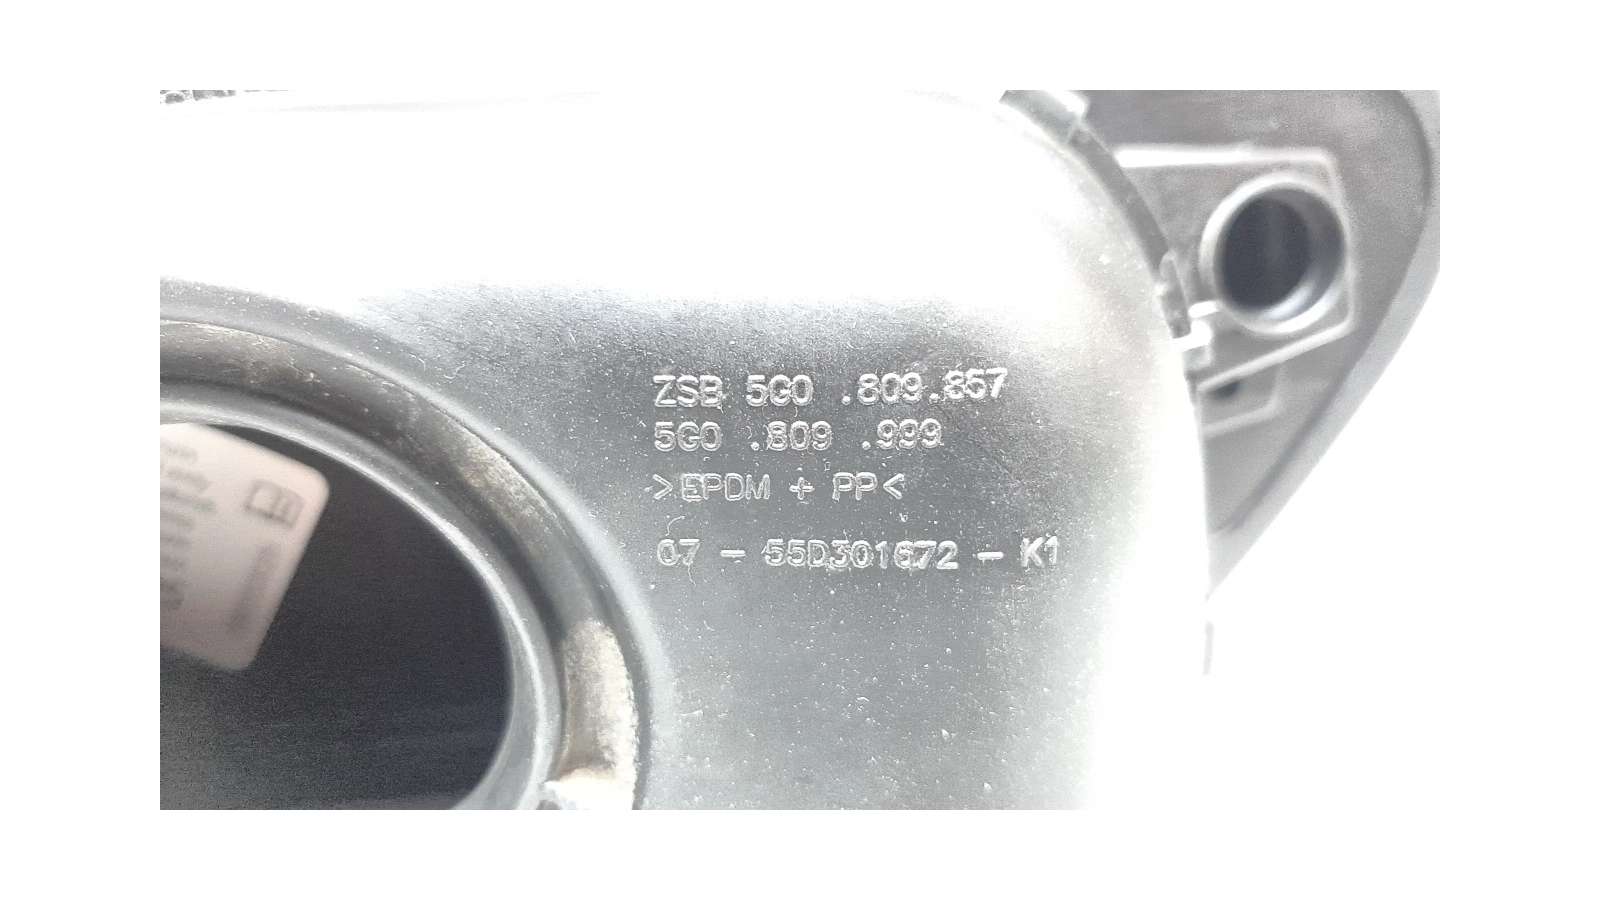 ZSB 5G0 .809.857
5G0 .809 .999
>EPDM + PP<
07 - 55D301672 - K1